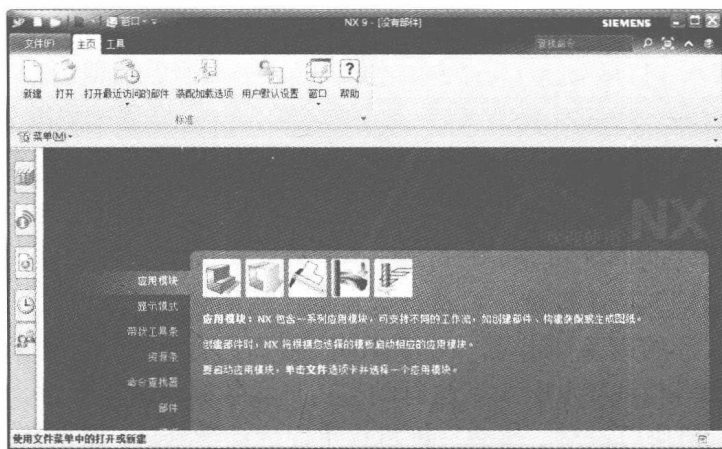 窗口
NX 9 - [没有部件]
SIEMENS
文件(F)
主页
工具
查找命令
新建
打开
打开最近访问的部件
装配加载选项
用户默认设置
窗口
帮助
标准
菜单(M)
NX
应用模块
显示模式
带状工具条
资源条
命令查找器
部件
应用模块：NX 包含一系列应用模块，可支持不同的工作流，如创建部件、构建装配或生成图纸。
创建部件时，NX 将根据您选择的模板启动相应的应用模块。
要启动应用模块，单击文件选项卡并选择一个应用模块。
使用文件菜单中的打开或新建